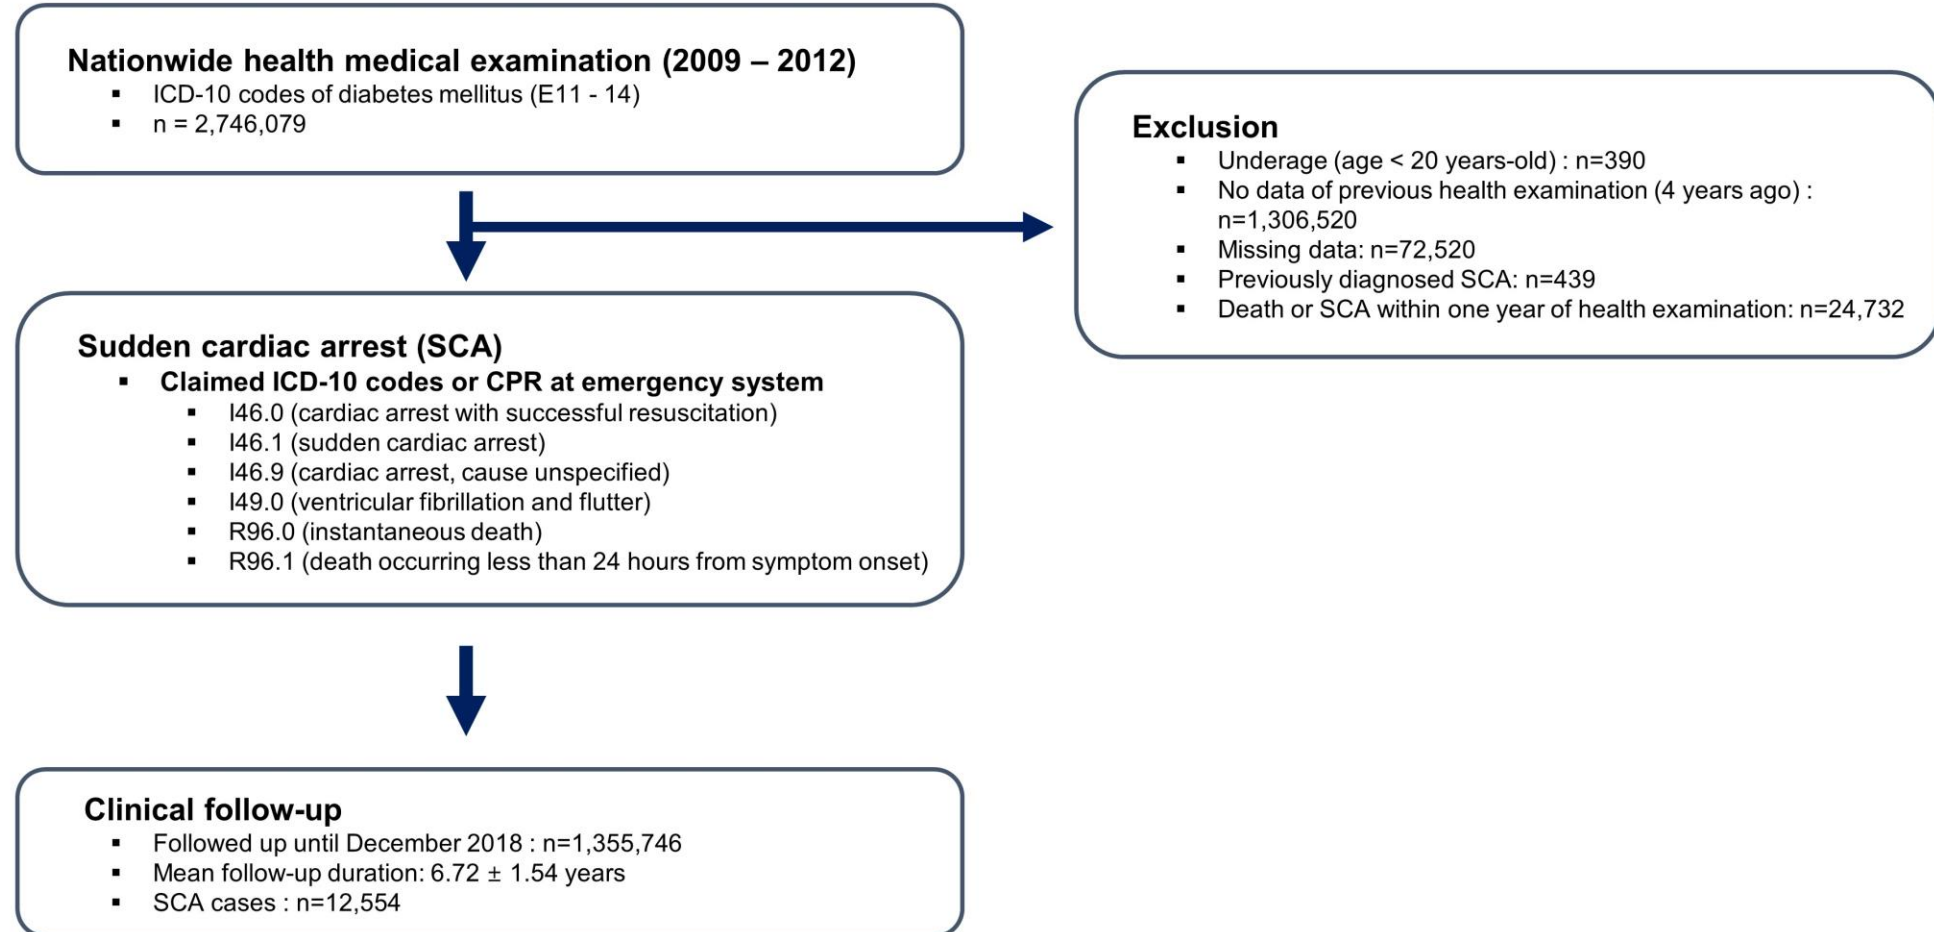 Nationwide health medical examination (2009 – 2012)
▪ ICD-10 codes of diabetes mellitus (E11 - 14)
▪ n = 2,746,079
Exclusion
▪ Underage (age < 20 years-old) : n=390
▪ No data of previous health examination (4 years ago) :
n=1,306,520
▪ Missing data: n=72,520
▪ Previously diagnosed SCA: n=439
▪ Death or SCA within one year of health examination: n=24,732
Sudden cardiac arrest (SCA)
▪ Claimed ICD-10 codes or CPR at emergency system
▪ I46.0 (cardiac arrest with successful resuscitation)
▪ I46.1 (sudden cardiac arrest)
▪ I46.9 (cardiac arrest, cause unspecified)
▪ I49.0 (ventricular fibrillation and flutter)
▪ R96.0 (instantaneous death)
▪ R96.1 (death occurring less than 24 hours from symptom onset)
Clinical follow-up
▪ Followed up until December 2018 : n=1,355,746
▪ Mean follow-up duration: 6.72 ± 1.54 years
▪ SCA cases : n=12,554